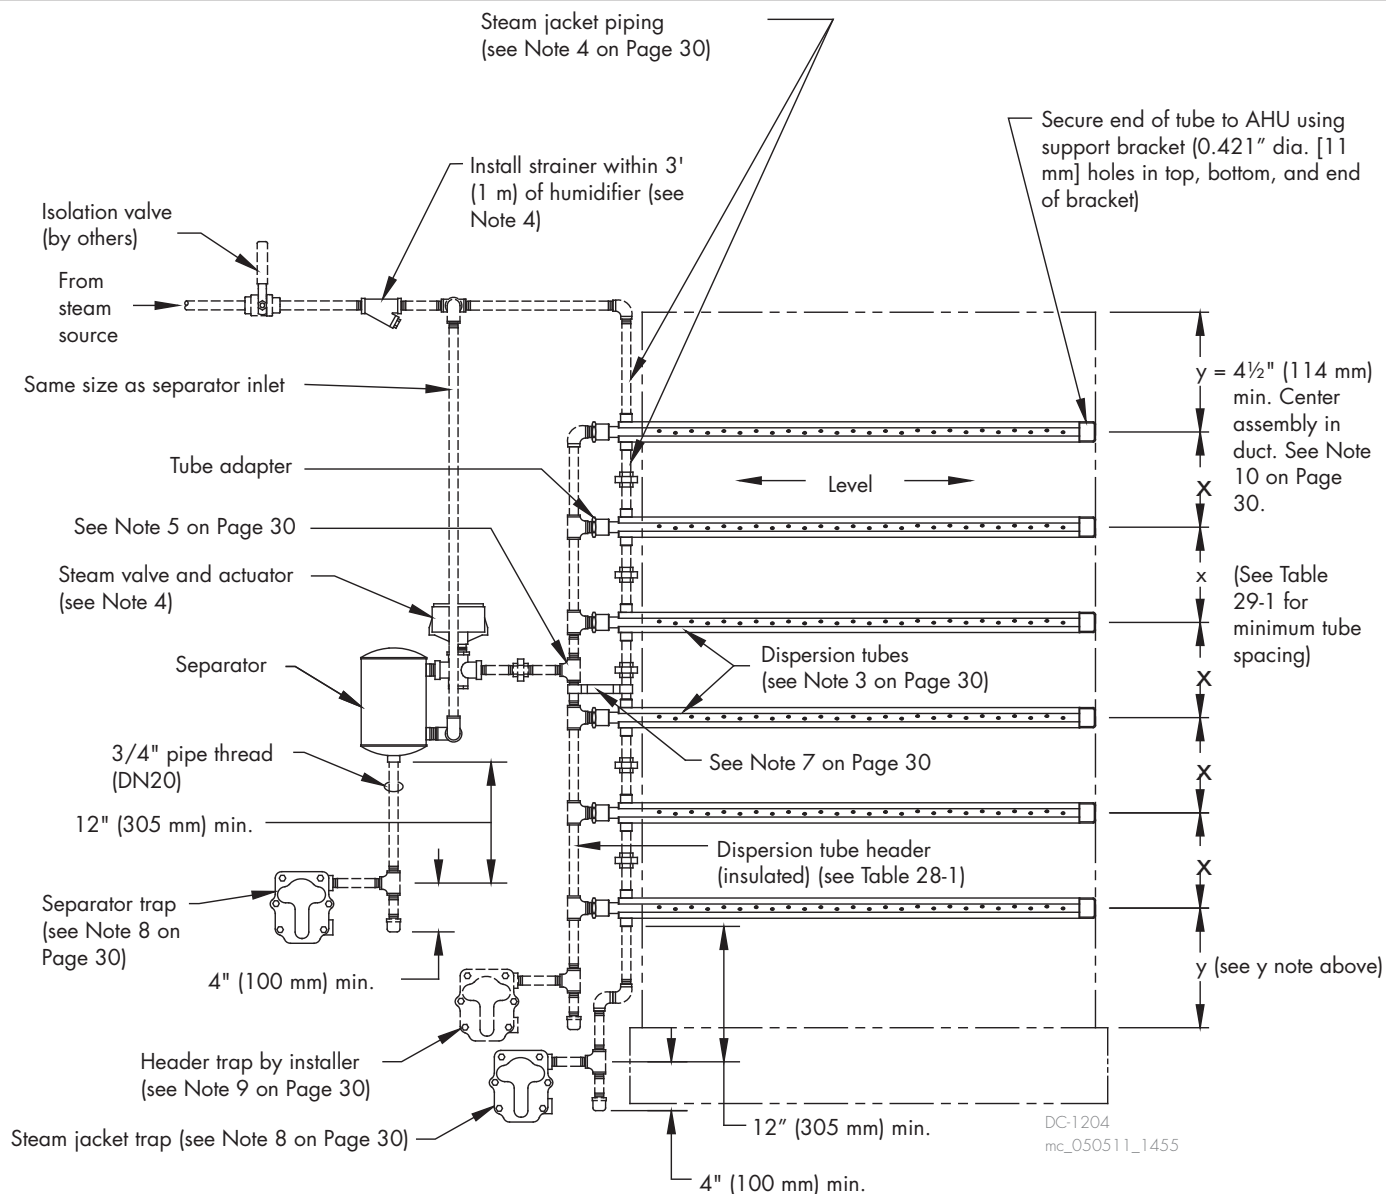 Steam jacket piping
(see Note 4 on Page 30)
Secure end of tube to AHU using
support bracket (0.421" dia. [11
mm] holes in top, bottom, and end
of bracket)
Install strainer within 3'
(1 m) of humidifier (see
Note 4)
Isolation valve
(by others)
From
steam
source
Same size as separator inlet
y = 4½" (114 mm)
min. Center
assembly in
duct. See Note
10 on Page
30.
Tube adapter
Level
x
See Note 5 on Page 30
Steam valve and actuator
(see Note 4)
x (See Table
29-1 for
minimum tube
spacing)
Separator
Dispersion tubes
(see Note 3 on Page 30)
x
3/4" pipe thread
(DN20)
See Note 7 on Page 30
x
12" (305 mm) min.
Dispersion tube header
(insulated) (see Table 28-1)
x
Separator trap
(see Note 8 on
Page 30)
4" (100 mm) min.
y (see y note above)
Header trap by installer
(see Note 9 on Page 30)
Steam jacket trap (see Note 8 on Page 30)
12" (305 mm) min.
4" (100 mm) min.
DC-1204
mc_050511_1455